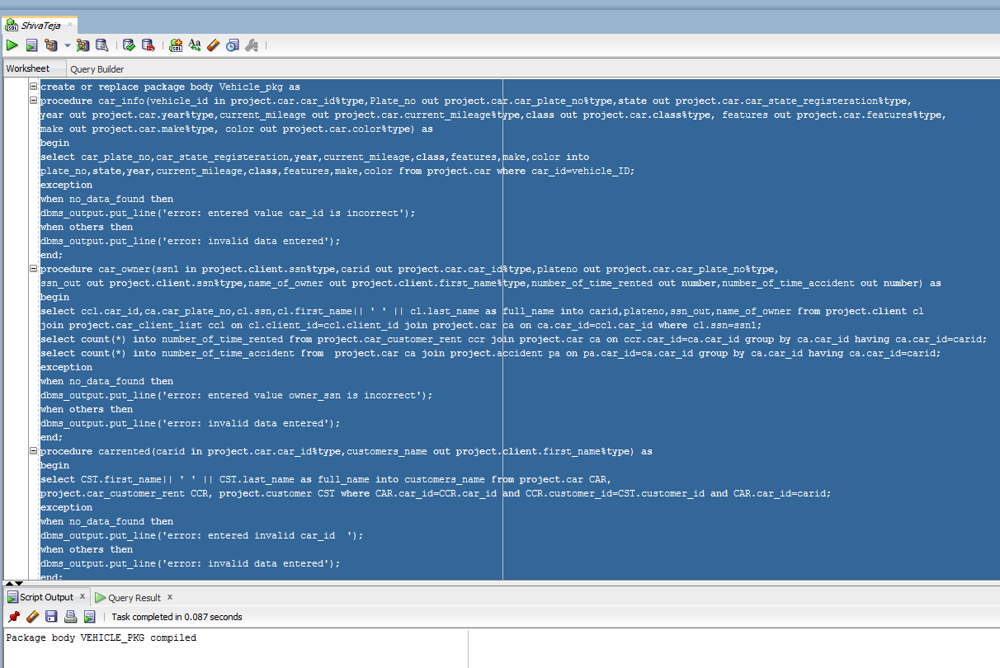 ShivaTeja
Worksheet Query Builder
create or replace package body Vehicle_pkg as
procedure car_info(vehicle_id in project.car.car_id%type,Plate_no out project.car.car_plate_no%type,state out project.car.car_state_registeration%type,
year out project.car.year%type,current_mileage out project.car.current_mileage%type,class out project.car.class%type, features out project.car.features%type,
make out project.car.make%type, color out project.car.color%type) as
begin
select car_plate_no,car_state_registeration,year,current_mileage,class,features,make,color into
plate_no,state,year,current_mileage,class,features,make,color from project.car where car_id=vehicle_ID;
exception
when no_data_found then
dbms_output.put_line('error: entered value car_id is incorrect');
when others then
dbms_output.put_line('error: invalid data entered');
end;
procedure car_owner(ssn1 in project.client.ssn%type,carid out project.car.car_id%type,plateno out project.car.car_plate_no%type,
ssn_out out project.client.ssn%type,name_of_owner out project.client.first_name%type,number_of_time_rented out number,number_of_time_accident out number) as
begin
select ccl.car_id,ca.car_plate_no,cl.ssn,cl.first_name|| ' ' || cl.last_name as full_name into carid,plateno,ssn_out,name_of_owner from project.client cl
join project.car_client_list ccl on cl.client_id=ccl.client_id join project.car ca on ca.car_id=ccl.car_id where cl.ssn=ssn1;
select count(*) into number_of_time_rented from project.car_customer_rent ccr join project.car ca on ccr.car_id=ca.car_id group by ca.car_id having ca.car_id=carid;
select count(*) into number_of_time_accident from  project.car ca join project.accident pa on pa.car_id=ca.car_id group by ca.car_id having ca.car_id=carid;
exception
when no_data_found then
dbms_output.put_line('error: entered value owner_ssn is incorrect');
when others then
dbms_output.put_line('error: invalid data entered');
end;
procedure carrented(carid in project.car.car_id%type,customers_name out project.client.first_name%type) as
begin
select CST.first_name|| ' ' || CST.last_name as full_name into customers_name from project.car CAR,
project.car_customer_rent CCR, project.customer CST where CAR.car_id=CCR.car_id and CCR.customer_id=CST.customer_id and CAR.car_id=carid;
exception
when no_data_found then
dbms_output.put_line('error: entered invalid car_id  ');
when others then
dbms_output.put_line('error: invalid data entered');
end;
Script Output x Query Result x
Task completed in 0.087 seconds
Package body VEHICLE_PKG compiled